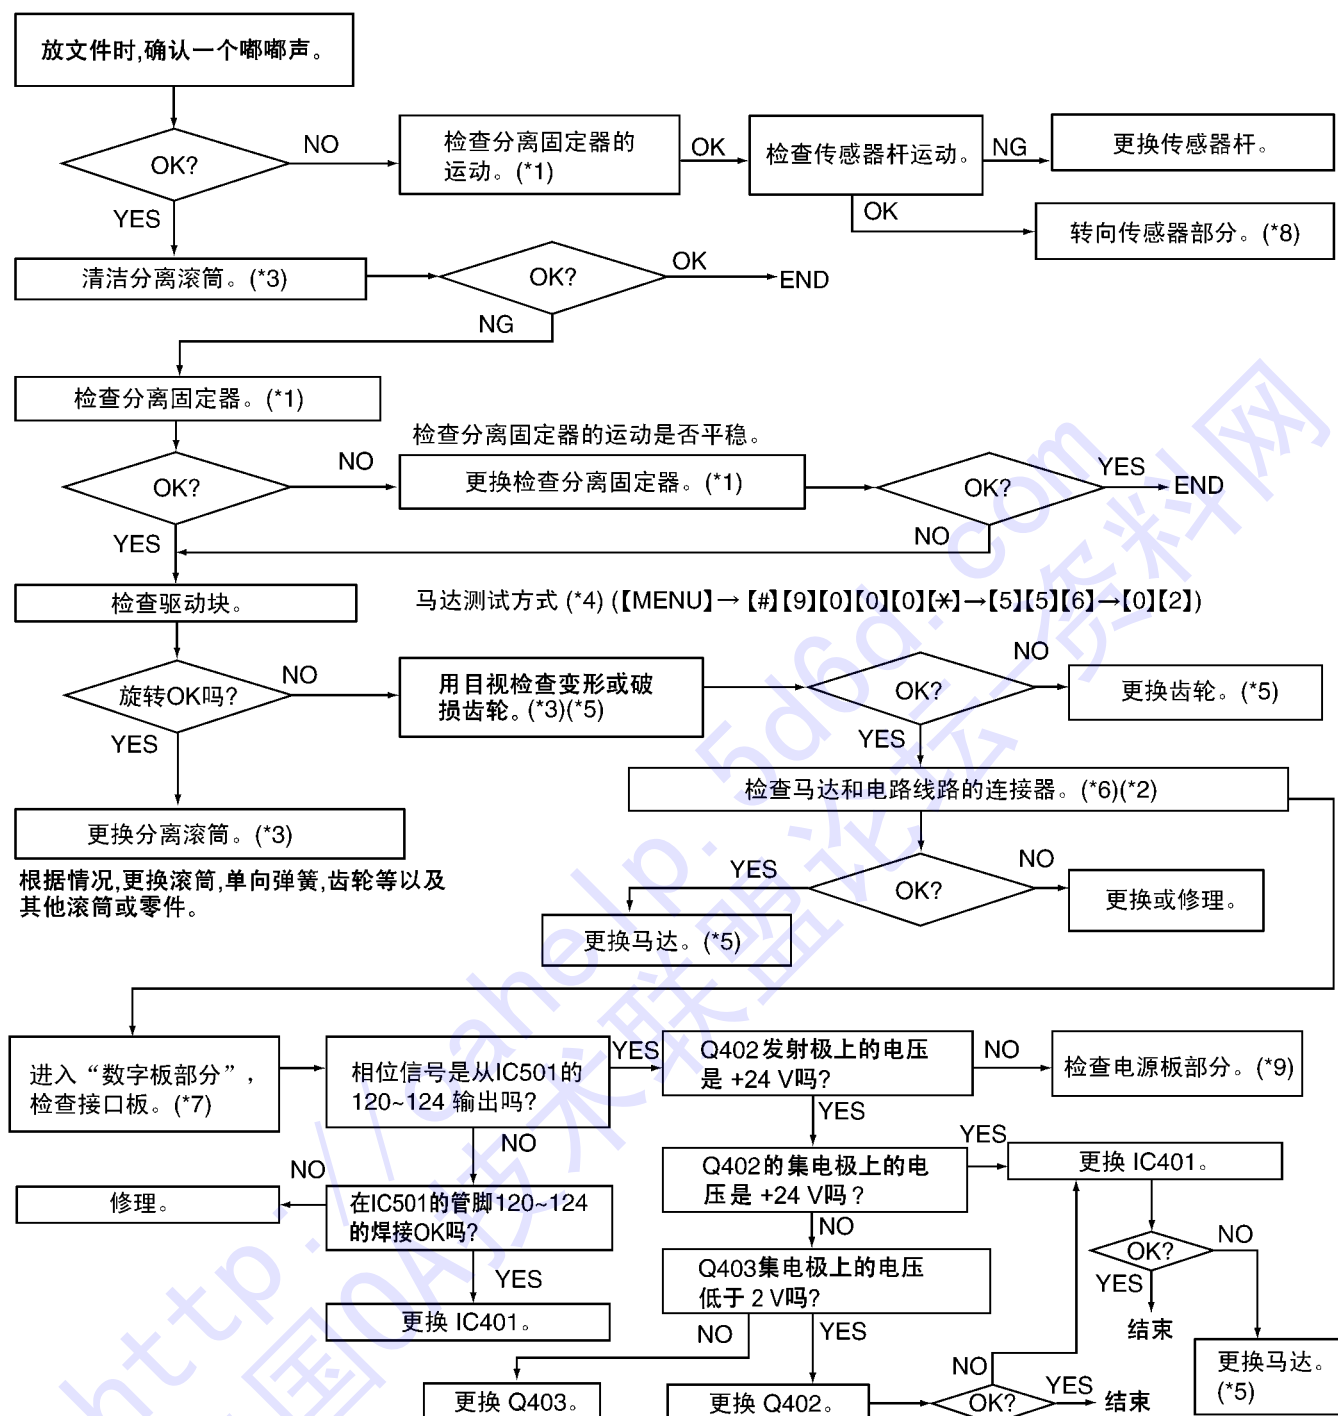 放文件时,确认一个嘟嘟声。
OK?
NO
检查分离固定器的
运动。(*1)
OK
检查传感器杆运动。
NG
更换传感器杆。
OK
转向传感器部分。(*8)
YES
清洁分离滚筒。(*3)
OK?
OK
END
NG
检查分离固定器。(*1)
检查分离固定器的运动是否平稳。
OK?
NO
更换检查分离固定器。(*1)
OK?
YES
END
NO
YES
检查驱动块。
马达测试方式 (*4) (【MENU】→【#】【9】【0】【0】【0】【*】→【5】【5】【6】→【0】【2】)
旋转OK吗?
NO
用目视检查变形或破
损齿轮。(*3)(*5)
OK?
NO
更换齿轮。(*5)
YES
YES
检查马达和电路线路的连接器。(*6)(*2)
更换分离滚筒。(*3)
根据情况,更换滚筒,单向弹簧,齿轮等以及
其他滚筒或零件。
YES
OK?
NO
更换或修理。
更换马达。(*5)
进入“数字板部分”,
检查接口板。(*7)
相位信号是从IC501的
120~124 输出吗?
YES
Q402发射极上的电压
是 +24 V吗?
NO
检查电源板部分。(*9)
YES
NO
Q402的集电极上的电
压是 +24 V吗?
YES
更换 IC401。
NO
修理。
在IC501的管脚120~124
的焊接OK吗?
NO
OK?
NO
YES
Q403集电极上的电压
低于 2 V吗?
YES
更换 IC401。
结束
NO
YES
更换马达。
(*5)
更换 Q403。
更换 Q402。
NO
OK?
YES
结束
http://oahelp.5d6d.com
国OA技术联盟论坛—资料网